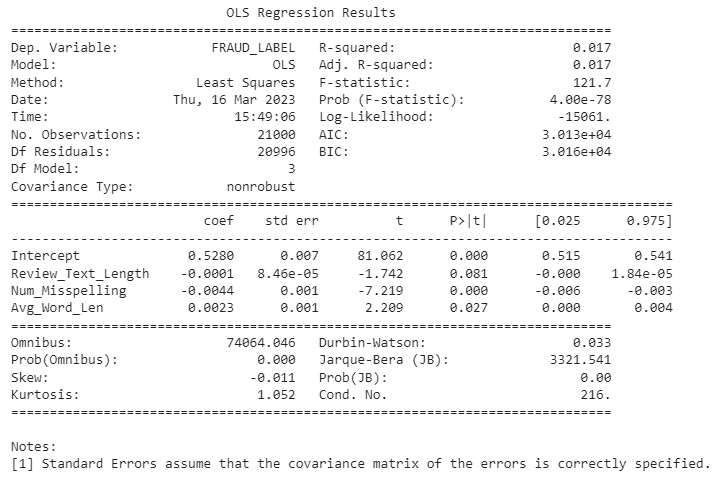 OLS Regression Results
==============================================================================
Dep. Variable: FRAUD_LABEL R-squared: 0.017
Model: OLS Adj. R-squared: 0.017
Method: Least Squares F-statistic: 121.7
Date: Thu, 16 Mar 2023 Prob (F-statistic): 4.00e-78
Time: 15:49:06 Log-Likelihood: -15061.
No. Observations: 21000 AIC: 3.013e+04
Df Residuals: 20996 BIC: 3.016e+04
Df Model: 3
Covariance Type: nonrobust
======================================================================================
coef std err t P>|t| [0.025 0.975]
--------------------------------------------------------------------------------------
Intercept 0.5280 0.007 81.062 0.000 0.515 0.541
Review_Text_Length -0.0001 8.46e-05 -1.742 0.081 -0.000 1.84e-05
Num_Misspelling -0.0044 0.001 -7.219 0.000 -0.006 -0.003
Avg_Word_Len 0.0023 0.001 2.209 0.027 0.000 0.004
==============================================================================
Omnibus: 74064.046 Durbin-Watson: 0.033
Prob(Omnibus): 0.000 Jarque-Bera (JB): 3321.541
Skew: -0.011 Prob(JB): 0.00
Kurtosis: 1.052 Cond. No. 216.
==============================================================================
Notes:
[1] Standard Errors assume that the covariance matrix of the errors is correctly specified.